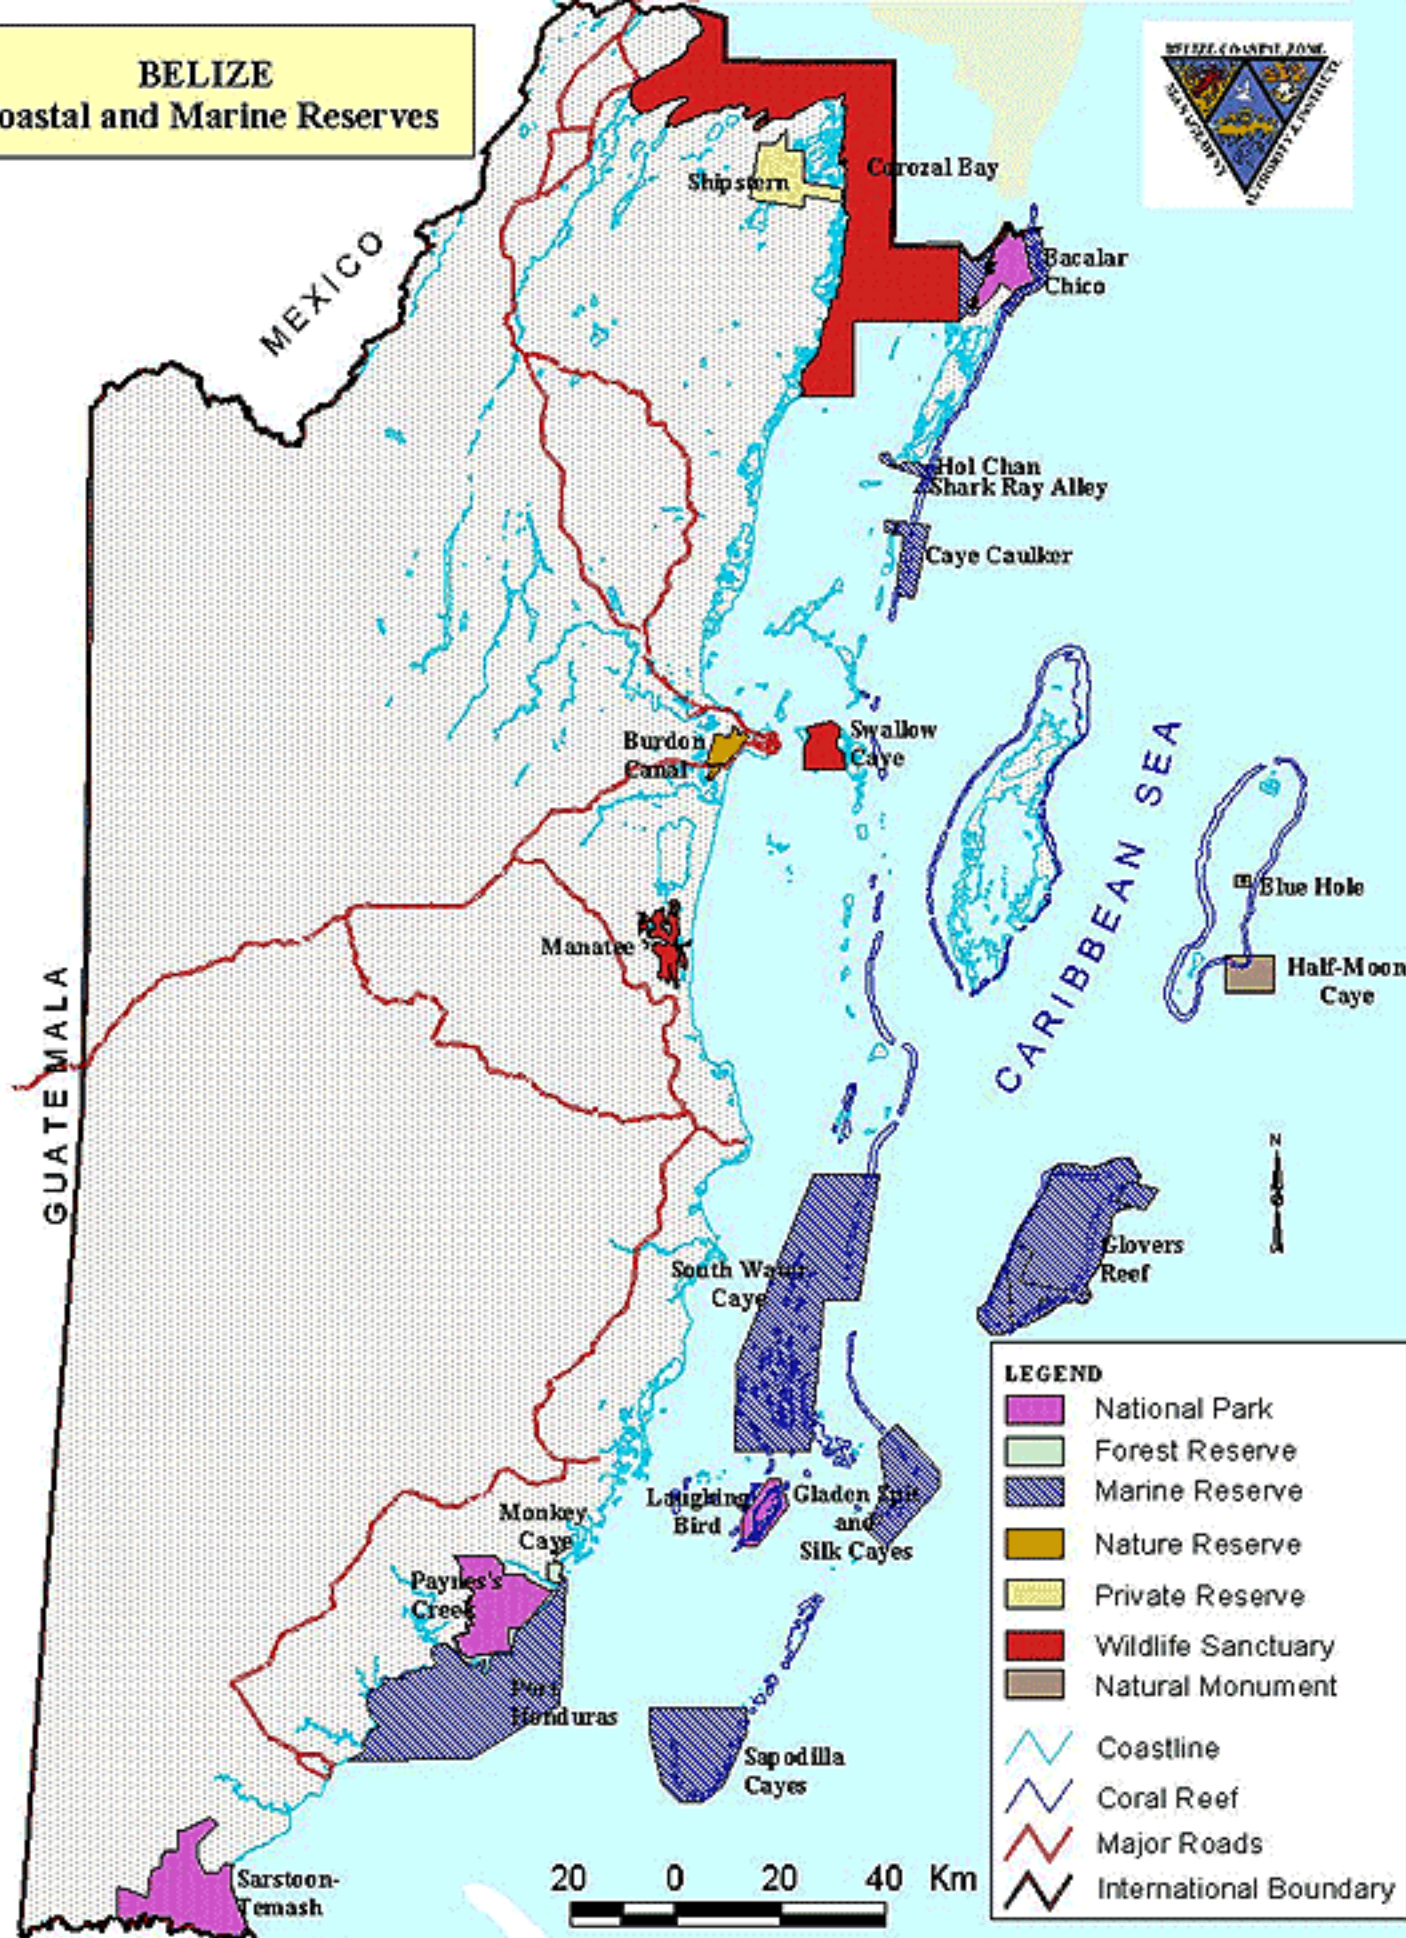 BELIZE
oastal and Marine Reserves
BELIZE COASTAL ZONE
MEXICO
Shipstern
Corozal Bay
Bacalar
Chico
Hol Chan
Shark Ray Alley
Caye Caulker
Burdon
Canal
Swallow
Caye
CARIBBEAN SEA
Blue Hole
Manatee
Half-Moon
Caye
GUATEMALA
N
Glovers
Reef
South Water
Caye
LEGEND
National Park
Forest Reserve
Marine Reserve
Nature Reserve
Private Reserve
Wildlife Sanctuary
Natural Monument
Coastline
Coral Reef
Major Roads
International Boundary
Laughing
Bird
Gladen Spit
and
Silk Cayes
Monkey
Caye
Paynes's
Creek
Port
Honduras
Sapodilla
Cayes
Sarstoon-
Temash
20 0 20 40 Km